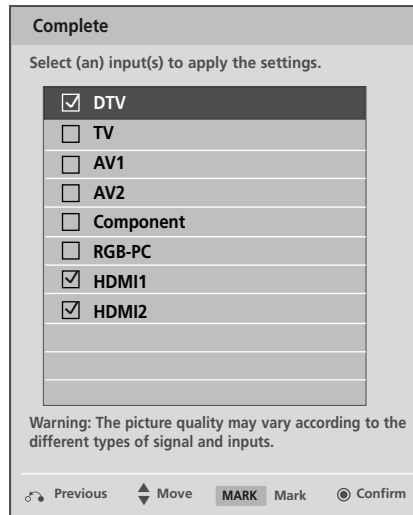 Complete
Select (an) input(s) to apply the settings.
DTV
TV
AV1
AV2
Component
RGB-PC
HDMI1
HDMI2
Warning: The picture quality may vary according to the
different types of signal and inputs.
Previous Move MARK Mark Confirm